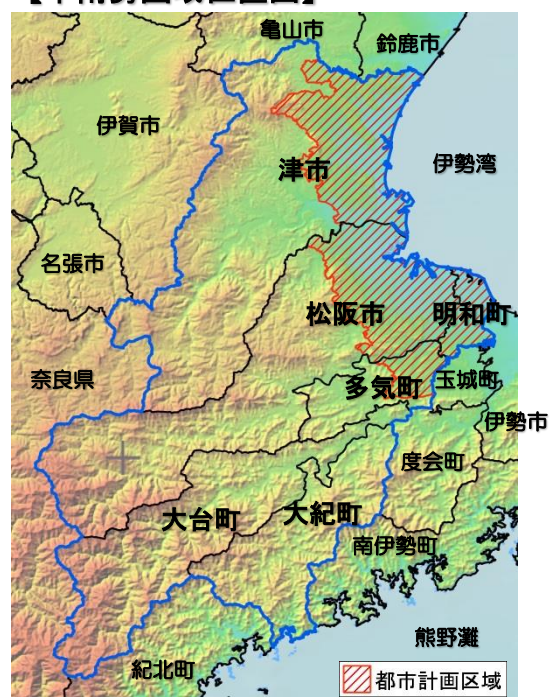 亀山市
鈴鹿市
伊賀市
津市
伊勢湾
名張市
松阪市
明和町
奈良県
多気町
玉城町
伊勢市
度会町
大台町
大紀町
南伊勢町
熊野灘
紀北町
都市計画区域